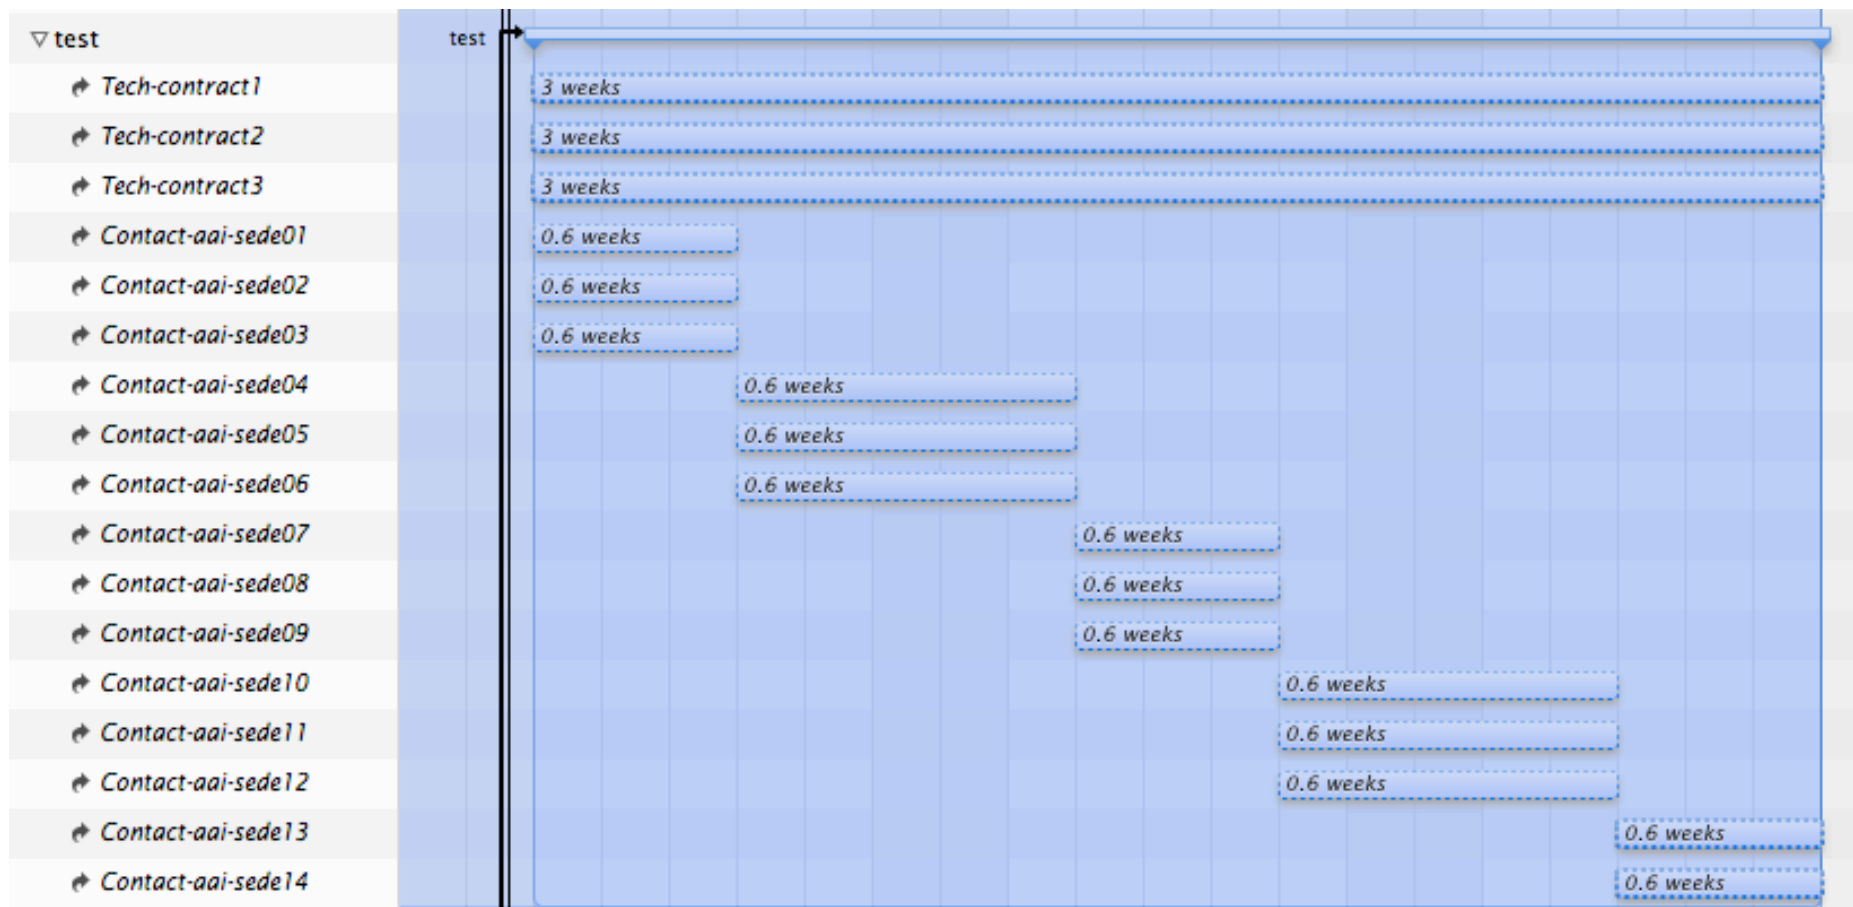 test test
Tech-contract1 3 weeks
Tech-contract2 3 weeks
Tech-contract3 3 weeks
Contact-aai-sede01 0.6 weeks
Contact-aai-sede02 0.6 weeks
Contact-aai-sede03 0.6 weeks
Contact-aai-sede04 0.6 weeks
Contact-aai-sede05 0.6 weeks
Contact-aai-sede06 0.6 weeks
Contact-aai-sede07 0.6 weeks
Contact-aai-sede08 0.6 weeks
Contact-aai-sede09 0.6 weeks
Contact-aai-sede10 0.6 weeks
Contact-aai-sede11 0.6 weeks
Contact-aai-sede12 0.6 weeks
Contact-aai-sede13 0.6 weeks
Contact-aai-sede14 0.6 weeks